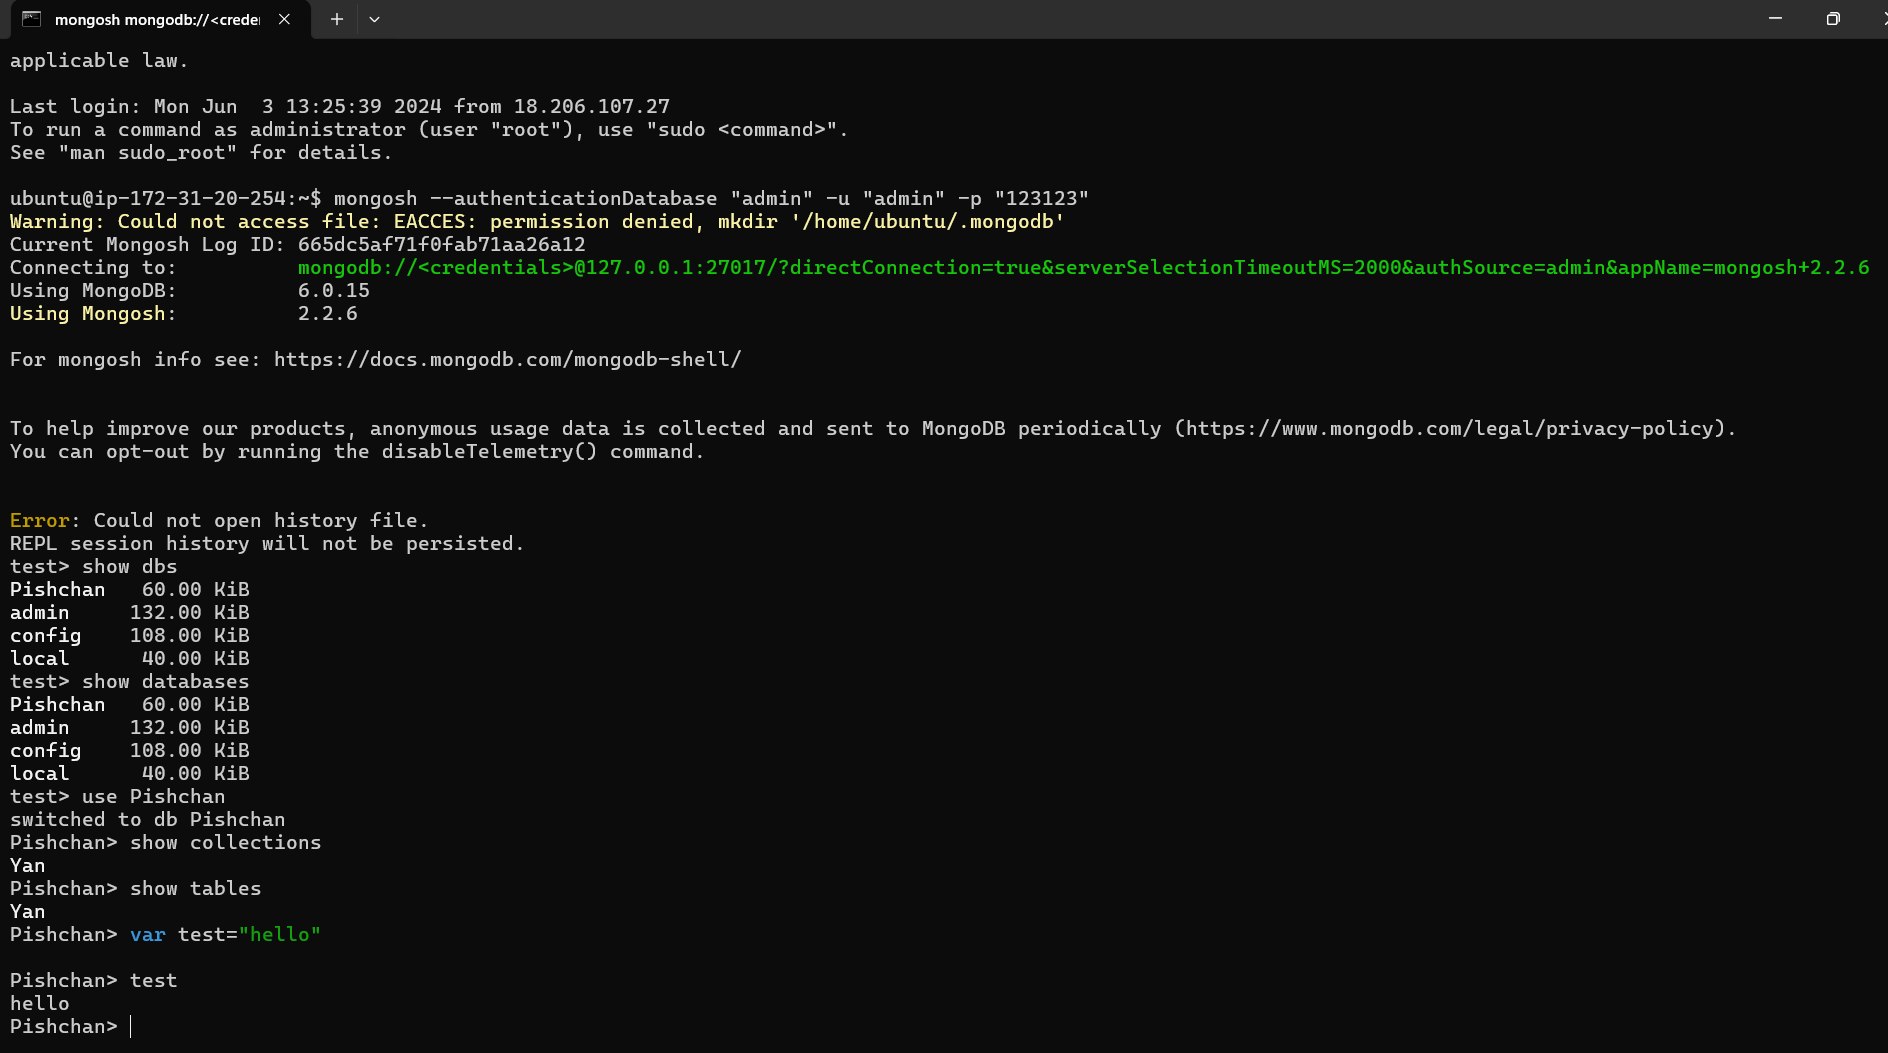 mongosh mongodb://<crede
applicable law.
Last login: Mon Jun  3 13:25:39 2024 from 18.206.107.27
To run a command as administrator (user "root"), use "sudo <command>".
See "man sudo_root" for details.
ubuntu@ip-172-31-20-254:~$ mongosh --authenticationDatabase "admin" -u "admin" -p "123123"
Warning: Could not access file: EACCES: permission denied, mkdir '/home/ubuntu/.mongodb'
Current Mongosh Log ID: 665dc5af71f0fab71aa26a12
Connecting to:          mongodb://<credentials>@127.0.0.1:27017/?directConnection=true&serverSelectionTimeoutMS=2000&authSource=admin&appName=mongosh+2.2.6
Using MongoDB:          6.0.15
Using Mongosh:          2.2.6
For mongosh info see: https://docs.mongodb.com/mongodb-shell/
To help improve our products, anonymous usage data is collected and sent to MongoDB periodically (https://www.mongodb.com/legal/privacy-policy).
You can opt-out by running the disableTelemetry() command.
Error: Could not open history file.
REPL session history will not be persisted.
test> show dbs
Pishchan   60.00 KiB
admin     132.00 KiB
config    108.00 KiB
local      40.00 KiB
test> show databases
Pishchan   60.00 KiB
admin     132.00 KiB
config    108.00 KiB
local      40.00 KiB
test> use Pishchan
switched to db Pishchan
Pishchan> show collections
Yan
Pishchan> show tables
Yan
Pishchan> var test="hello"
Pishchan> test
hello
Pishchan>